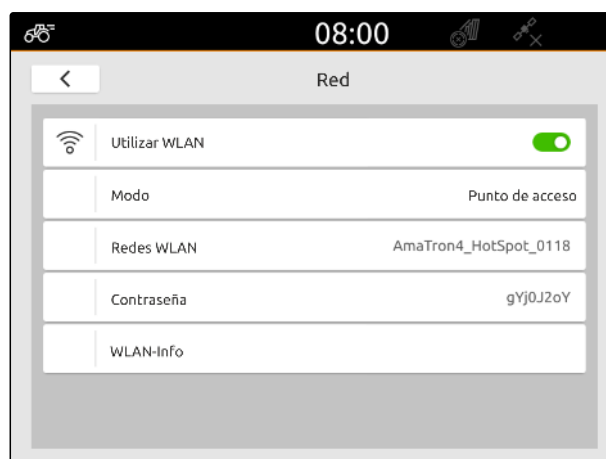 08:00
Red
Utilizar WLAN
Modo Punto de acceso
Redes WLAN AmaTron4_HotSpot_0118
Contraseña gYj0J2oY
WLAN-Info